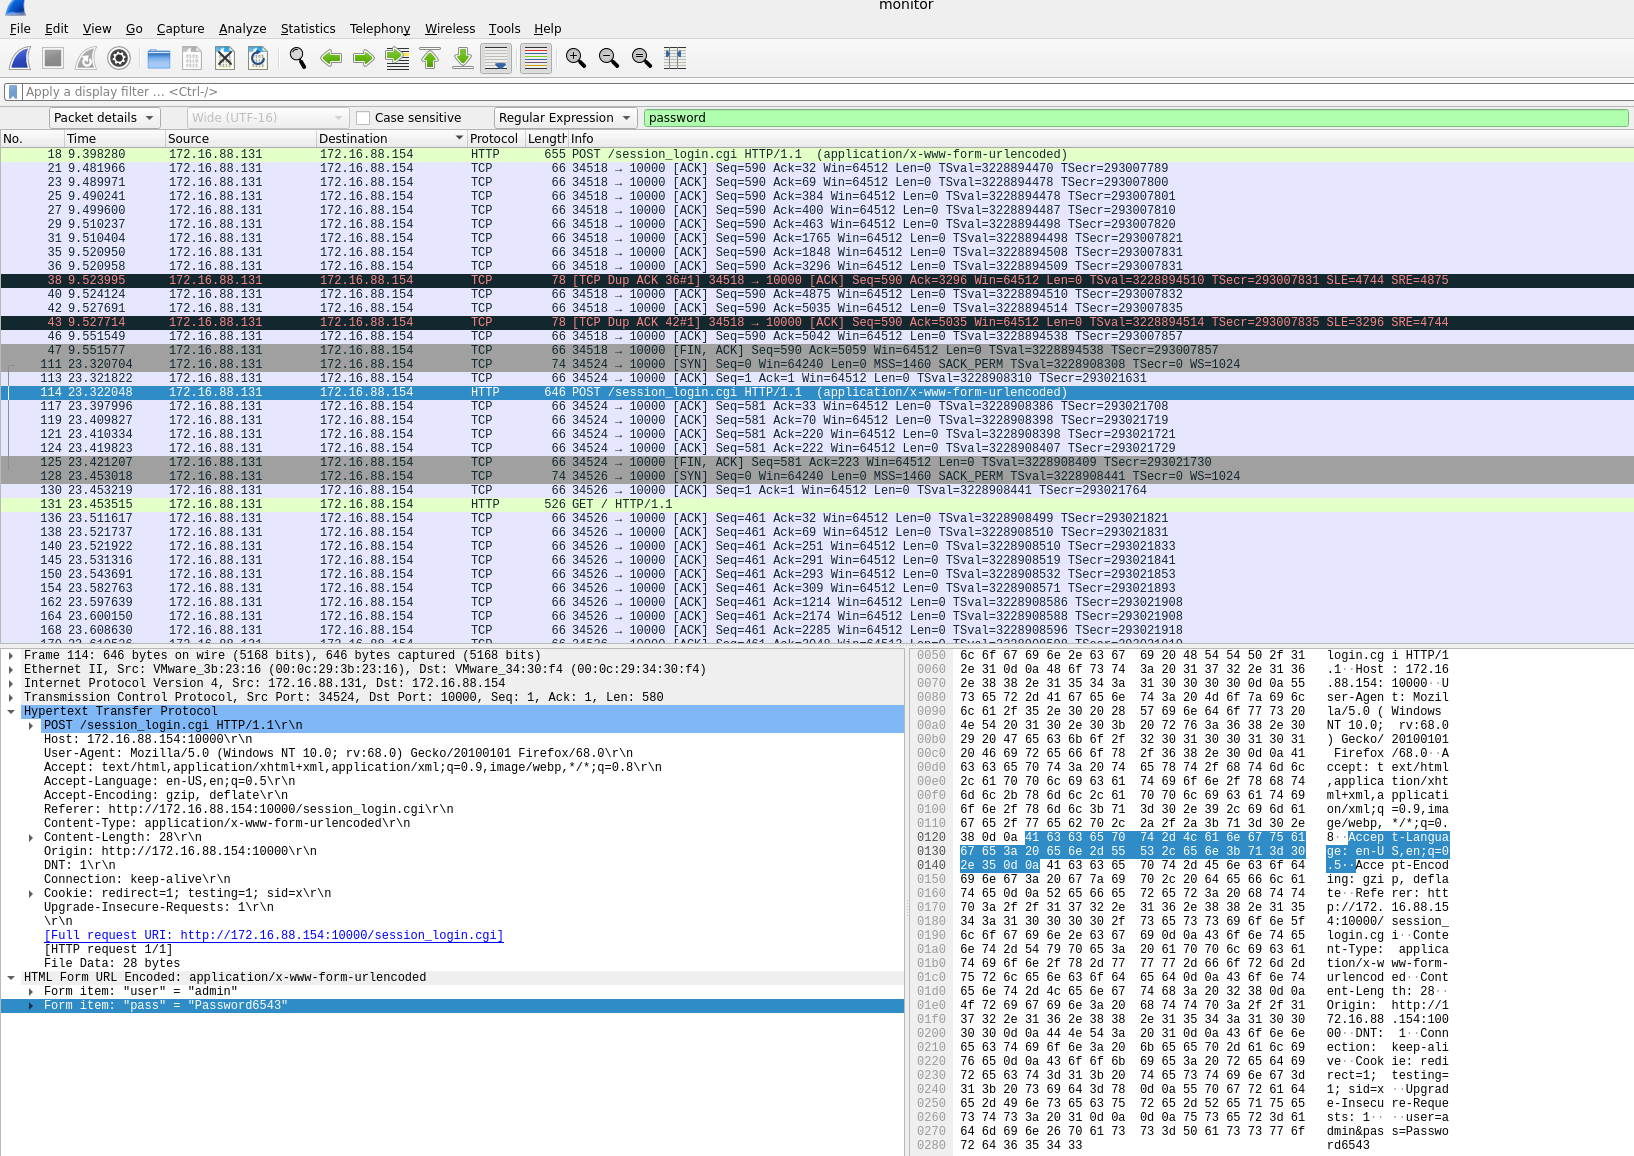 monitor
File Edit View Go Capture Analyze Statistics Telephony Wireless Tools Help
Apply a display filter ... <Ctrl-/>
Packet details Wide (UTF-16) Case sensitive Regular Expression password
No. Time Source Destination Protocol Length Info
18 9.398280 172.16.88.131 172.16.88.154 HTTP 655 POST /session_login.cgi HTTP/1.1 (application/x-www-form-urlencoded)
21 9.481966 172.16.88.131 172.16.88.154 TCP 66 34518 → 10000 [ACK] Seq=590 Ack=32 Win=64512 Len=0 TSval=3228894470 TSecr=293007789
23 9.489971 172.16.88.131 172.16.88.154 TCP 66 34518 → 10000 [ACK] Seq=590 Ack=69 Win=64512 Len=0 TSval=3228894478 TSecr=293007800
25 9.490241 172.16.88.131 172.16.88.154 TCP 66 34518 → 10000 [ACK] Seq=590 Ack=384 Win=64512 Len=0 TSval=3228894478 TSecr=293007801
27 9.499600 172.16.88.131 172.16.88.154 TCP 66 34518 → 10000 [ACK] Seq=590 Ack=400 Win=64512 Len=0 TSval=3228894487 TSecr=293007810
29 9.510237 172.16.88.131 172.16.88.154 TCP 66 34518 → 10000 [ACK] Seq=590 Ack=463 Win=64512 Len=0 TSval=3228894498 TSecr=293007820
31 9.510404 172.16.88.131 172.16.88.154 TCP 66 34518 → 10000 [ACK] Seq=590 Ack=1765 Win=64512 Len=0 TSval=3228894498 TSecr=293007821
35 9.520950 172.16.88.131 172.16.88.154 TCP 66 34518 → 10000 [ACK] Seq=590 Ack=1848 Win=64512 Len=0 TSval=3228894508 TSecr=293007831
36 9.520958 172.16.88.131 172.16.88.154 TCP 66 34518 → 10000 [ACK] Seq=590 Ack=3296 Win=64512 Len=0 TSval=3228894509 TSecr=293007831
38 9.523995 172.16.88.131 172.16.88.154 TCP 78 [TCP Dup ACK 36#1] 34518 → 10000 [ACK] Seq=590 Ack=3296 Win=64512 Len=0 TSval=3228894510 TSecr=293007831 SLE=4744 SRE=4875
40 9.524124 172.16.88.131 172.16.88.154 TCP 66 34518 → 10000 [ACK] Seq=590 Ack=4875 Win=64512 Len=0 TSval=3228894510 TSecr=293007832
42 9.527691 172.16.88.131 172.16.88.154 TCP 66 34518 → 10000 [ACK] Seq=590 Ack=5035 Win=64512 Len=0 TSval=3228894514 TSecr=293007835
43 9.527714 172.16.88.131 172.16.88.154 TCP 78 [TCP Dup ACK 42#1] 34518 → 10000 [ACK] Seq=590 Ack=5035 Win=64512 Len=0 TSval=3228894514 TSecr=293007835 SLE=3296 SRE=4744
46 9.551549 172.16.88.131 172.16.88.154 TCP 66 34518 → 10000 [ACK] Seq=590 Ack=5042 Win=64512 Len=0 TSval=3228894538 TSecr=293007857
47 9.551577 172.16.88.131 172.16.88.154 TCP 66 34518 → 10000 [FIN, ACK] Seq=590 Ack=5059 Win=64512 Len=0 TSval=3228894538 TSecr=293007857
111 23.320704 172.16.88.131 172.16.88.154 TCP 74 34524 → 10000 [SYN] Seq=0 Win=64240 Len=0 MSS=1460 SACK_PERM TSval=3228908308 TSecr=0 WS=1024
113 23.321822 172.16.88.131 172.16.88.154 TCP 66 34524 → 10000 [ACK] Seq=1 Ack=1 Win=64512 Len=0 TSval=3228908310 TSecr=293021631
114 23.322048 172.16.88.131 172.16.88.154 HTTP 646 POST /session_login.cgi HTTP/1.1 (application/x-www-form-urlencoded)
117 23.397996 172.16.88.131 172.16.88.154 TCP 66 34524 → 10000 [ACK] Seq=581 Ack=33 Win=64512 Len=0 TSval=3228908386 TSecr=293021708
119 23.409827 172.16.88.131 172.16.88.154 TCP 66 34524 → 10000 [ACK] Seq=581 Ack=70 Win=64512 Len=0 TSval=3228908398 TSecr=293021719
121 23.410334 172.16.88.131 172.16.88.154 TCP 66 34524 → 10000 [ACK] Seq=581 Ack=220 Win=64512 Len=0 TSval=3228908398 TSecr=293021721
124 23.419823 172.16.88.131 172.16.88.154 TCP 66 34524 → 10000 [ACK] Seq=581 Ack=222 Win=64512 Len=0 TSval=3228908407 TSecr=293021729
125 23.421207 172.16.88.131 172.16.88.154 TCP 66 34524 → 10000 [FIN, ACK] Seq=581 Ack=223 Win=64512 Len=0 TSval=3228908409 TSecr=293021730
128 23.453018 172.16.88.131 172.16.88.154 TCP 74 34526 → 10000 [SYN] Seq=0 Win=64240 Len=0 MSS=1460 SACK_PERM TSval=3228908441 TSecr=0 WS=1024
130 23.453219 172.16.88.131 172.16.88.154 TCP 66 34526 → 10000 [ACK] Seq=1 Ack=1 Win=64512 Len=0 TSval=3228908441 TSecr=293021764
131 23.453515 172.16.88.131 172.16.88.154 HTTP 526 GET / HTTP/1.1
136 23.511617 172.16.88.131 172.16.88.154 TCP 66 34526 → 10000 [ACK] Seq=461 Ack=32 Win=64512 Len=0 TSval=3228908499 TSecr=293021821
138 23.521737 172.16.88.131 172.16.88.154 TCP 66 34526 → 10000 [ACK] Seq=461 Ack=69 Win=64512 Len=0 TSval=3228908510 TSecr=293021831
140 23.521922 172.16.88.131 172.16.88.154 TCP 66 34526 → 10000 [ACK] Seq=461 Ack=251 Win=64512 Len=0 TSval=3228908510 TSecr=293021833
145 23.531316 172.16.88.131 172.16.88.154 TCP 66 34526 → 10000 [ACK] Seq=461 Ack=291 Win=64512 Len=0 TSval=3228908519 TSecr=293021841
150 23.543691 172.16.88.131 172.16.88.154 TCP 66 34526 → 10000 [ACK] Seq=461 Ack=293 Win=64512 Len=0 TSval=3228908532 TSecr=293021853
154 23.582763 172.16.88.131 172.16.88.154 TCP 66 34526 → 10000 [ACK] Seq=461 Ack=309 Win=64512 Len=0 TSval=3228908571 TSecr=293021893
162 23.597639 172.16.88.131 172.16.88.154 TCP 66 34526 → 10000 [ACK] Seq=461 Ack=1214 Win=64512 Len=0 TSval=3228908586 TSecr=293021908
164 23.600150 172.16.88.131 172.16.88.154 TCP 66 34526 → 10000 [ACK] Seq=461 Ack=2174 Win=64512 Len=0 TSval=3228908586 TSecr=293021908
168 23.608630 172.16.88.131 172.16.88.154 TCP 66 34526 → 10000 [ACK] Seq=461 Ack=2285 Win=64512 Len=0 TSval=3228908596 TSecr=293021918
Frame 114: 646 bytes on wire (5168 bits), 646 bytes captured (5168 bits)
Ethernet II, Src: VMware_3b:23:16 (00:0c:29:3b:23:16), Dst: VMware_34:30:f4 (00:0c:29:34:30:f4)
Internet Protocol Version 4, Src: 172.16.88.131, Dst: 172.16.88.154
Transmission Control Protocol, Src Port: 34524, Dst Port: 10000, Seq: 1, Ack: 1, Len: 580
Hypertext Transfer Protocol
POST /session_login.cgi HTTP/1.1\r\n
Host: 172.16.88.154:10000\r\n
User-Agent: Mozilla/5.0 (Windows NT 10.0; rv:68.0) Gecko/20100101 Firefox/68.0\r\n
Accept: text/html,application/xhtml+xml,application/xml;q=0.9,image/webp,*/*;q=0.8\r\n
Accept-Language: en-US,en;q=0.5\r\n
Accept-Encoding: gzip, deflate\r\n
Referer: http://172.16.88.154:10000/session_login.cgi\r\n
Content-Type: application/x-www-form-urlencoded\r\n
Content-Length: 28\r\n
Origin: http://172.16.88.154:10000\r\n
DNT: 1\r\n
Connection: keep-alive\r\n
Cookie: redirect=1; testing=1; sid=x\r\n
Upgrade-Insecure-Requests: 1\r\n
\r\n
[Full request URI: http://172.16.88.154:10000/session_login.cgi]
[HTTP request 1/1]
File Data: 28 bytes
HTML Form URL Encoded: application/x-www-form-urlencoded
Form item: "user" = "admin"
Form item: "pass" = "Password6543"
0050 6c 6f 67 69 6e 2e 63 67 69 20 48 54 54 50 2f 31 login.cg i HTTP/1
0060 2e 31 0d 0a 48 6f 73 74 3a 20 31 37 32 2e 31 36 .1··Host : 172.16
0070 2e 38 38 2e 31 35 34 3a 31 30 30 30 30 0d 0a 55 .88.154: 10000··U
0080 73 65 72 2d 41 67 65 6e 74 3a 20 4d 6f 7a 69 6c ser-Agen t: Mozil
0090 6c 61 2f 35 2e 30 20 28 57 69 6e 64 6f 77 73 20 la/5.0 ( Windows
00a0 4e 54 20 31 30 2e 30 3b 20 72 76 3a 36 38 2e 30 NT 10.0; rv:68.0
00b0 29 20 47 65 63 6b 6f 2f 32 30 31 30 30 31 30 31 ) Gecko/ 20100101
00c0 20 46 69 72 65 66 6f 78 2f 36 38 2e 30 0d 0a 41 Firefox /68.0··A
00d0 63 63 65 70 74 3a 20 74 65 78 74 2f 68 74 6d 6c ccept: t ext/html
00e0 2c 61 70 70 6c 69 63 61 74 69 6f 6e 2f 78 68 74 ,applica tion/xht
00f0 6d 6c 2b 78 6d 6c 2c 61 70 70 6c 69 63 61 74 69 ml+xml,a pplicati
0100 6f 6e 2f 78 6d 6c 3b 71 3d 30 2e 39 2c 69 6d 61 on/xml;q =0.9,ima
0110 67 65 2f 77 65 62 70 2c 2a 2f 2a 3b 71 3d 30 2e ge/webp, */*;q=0.
0120 38 0d 0a 41 63 63 65 70 74 2d 4c 61 6e 67 75 61 8··Accep t-Langua
0130 67 65 3a 20 65 6e 2d 55 53 2c 65 6e 3b 71 3d 30 ge: en-U S,en;q=0
0140 2e 35 0d 0a 41 63 63 65 70 74 2d 45 6e 63 6f 64 .5··Acce pt-Encod
0150 69 6e 67 3a 20 67 7a 69 70 2c 20 64 65 66 6c 61 ing: gzi p, defla
0160 74 65 0d 0a 52 65 66 65 72 65 72 3a 20 68 74 74 te··Refe rer: htt
0170 70 3a 2f 2f 31 37 32 2e 31 36 2e 38 38 2e 31 35 p://172. 16.88.15
0180 34 3a 31 30 30 30 30 2f 73 65 73 73 69 6f 6e 5f 4:10000/ session_
0190 6c 6f 67 69 6e 2e 63 67 69 0d 0a 43 6f 6e 74 65 login.cg i··Conte
01a0 6e 74 2d 54 79 70 65 3a 20 61 70 70 6c 69 63 61 nt-Type: applica
01b0 74 69 6f 6e 2f 78 2d 77 77 77 2d 66 6f 72 6d 2d tion/x-w ww-form-
01c0 75 72 6c 65 6e 63 6f 64 65 64 0d 0a 43 6f 6e 74 urlencod ed··Cont
01d0 65 6e 74 2d 4c 65 6e 67 74 68 3a 20 32 38 0d 0a ent-Leng th: 28··
01e0 4f 72 69 67 69 6e 3a 20 68 74 74 70 3a 2f 2f 31 Origin: http://1
01f0 37 32 2e 31 36 2e 38 38 2e 31 35 34 3a 31 30 30 72.16.88 .154:100
0200 30 30 0d 0a 44 4e 54 3a 20 31 0d 0a 43 6f 6e 6e 00··DNT: 1··Conn
0210 65 63 74 69 6f 6e 3a 20 6b 65 65 70 2d 61 6c 69 ection: keep-ali
0220 76 65 0d 0a 43 6f 6f 6b 69 65 3a 20 72 65 64 69 ve··Cook ie: redi
0230 72 65 63 74 3d 31 3b 20 74 65 73 74 69 6e 67 3d rect=1; testing=
0240 31 3b 20 73 69 64 3d 78 0d 0a 55 70 67 72 61 64 1; sid=x ··Upgrad
0250 65 2d 49 6e 73 65 63 75 72 65 2d 52 65 71 75 65 e-Insecu re-Reque
0260 73 74 73 3a 20 31 0d 0a 0d 0a 75 73 65 72 3d 61 sts: 1·· ··user=a
0270 64 6d 69 6e 26 70 61 73 73 3d 50 61 73 73 77 6f dmin&pas s=Passwo
0280 72 64 36 35 34 33 rd6543